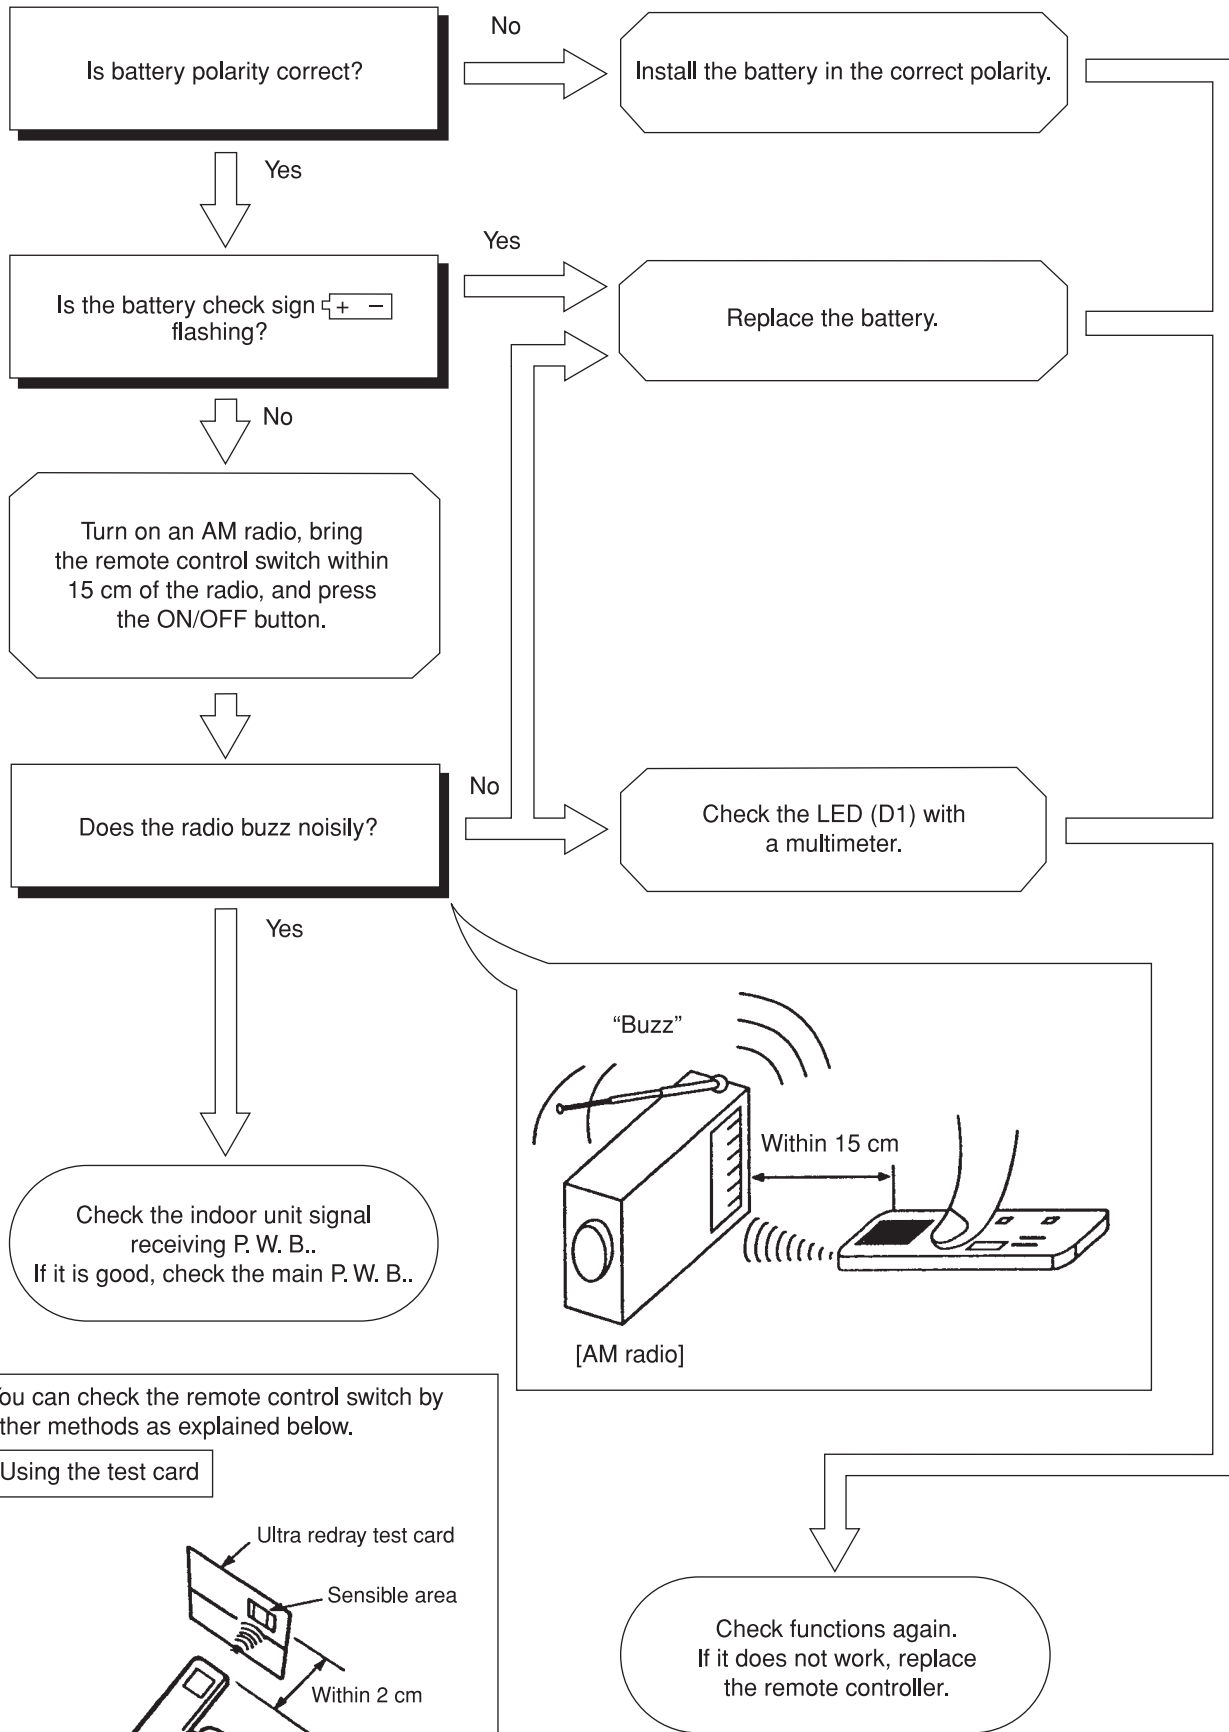 No
Is battery polarity correct?
Install the battery in the correct polarity.
Yes
Yes
Is the battery check sign + −
flashing?
Replace the battery.
No
Turn on an AM radio, bring
the remote control switch within
15 cm of the radio, and press
the ON/OFF button.
No
Does the radio buzz noisily?
Check the LED (D1) with
a multimeter.
Yes
“Buzz”
Within 15 cm
[AM radio]
Check the indoor unit signal
receiving P. W. B..
If it is good, check the main P. W. B..
ou can check the remote control switch by
ther methods as explained below.
Using the test card
Ultra redray test card
Sensible area
Within 2 cm
Check functions again.
If it does not work, replace
the remote controller.